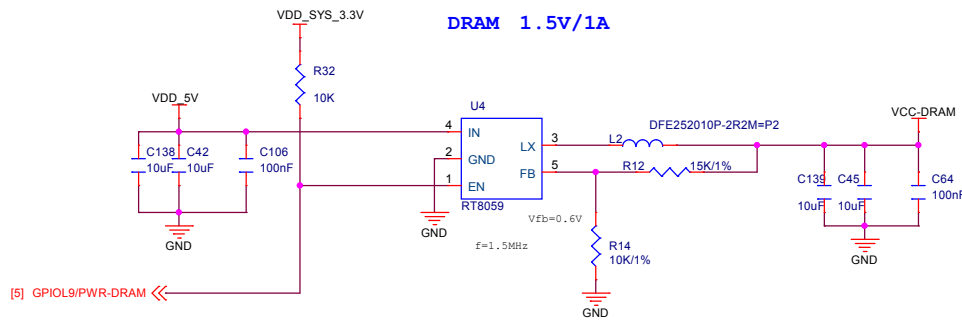 DRAM 1.5V/1A
VDD_SYS_3.3V
R32
10K
VDD_5V
C138
10uF
C42
10uF
C106
100nF
U4
4
IN
2
GND
1
EN
LX
3
FB
5
RT8059
GND
GND
Vfb=0.6V
f=1.5MHz
L2
DFE252010P-2R2M=P2
R12
15K/1%
R14
10K/1%
GND
VCC-DRAM
C139
10uF
C45
10uF
C64
100nF
GND
[5] GPIOL9/PWR-DRAM